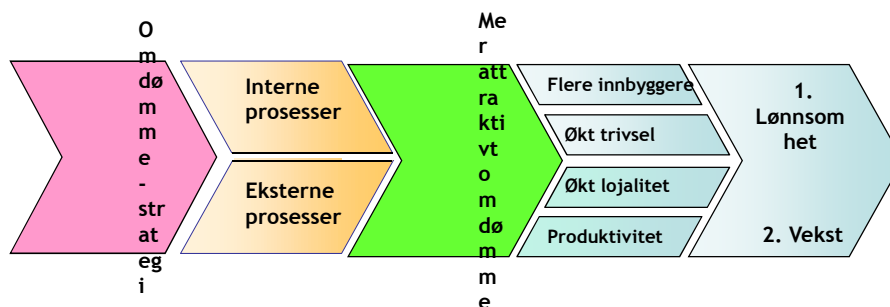 O
m
dø
m
m
e
-
str
at
eg
i
Interne
prosesser
Eksterne
prosesser
Me
r
att
ra
kti
vt
o
m
dø
m
m
e
Flere innbyggere
Økt trivsel
Økt lojalitet
Produktivitet
1.
Lønnsom
het
2. Vekst